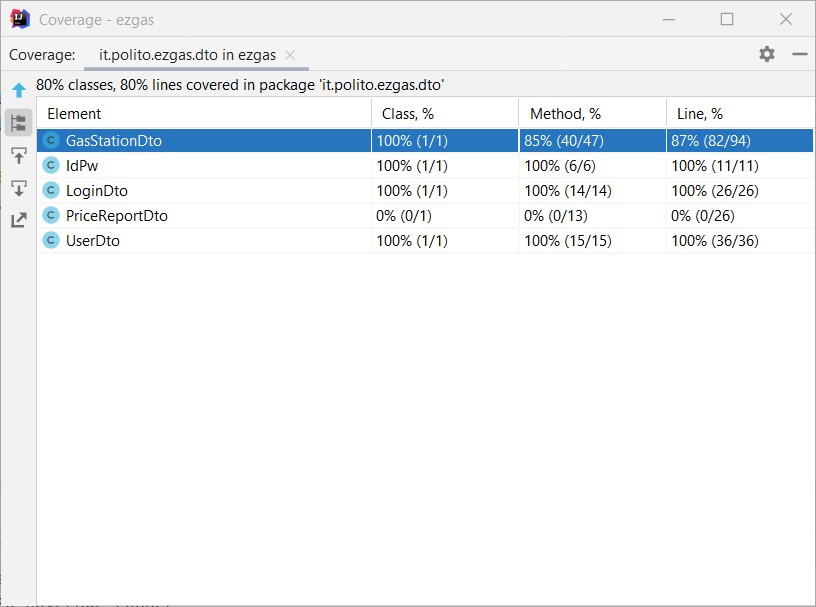 Coverage - ezgas
Coverage: it.polito.ezgas.dto in ezgas
80% classes, 80% lines covered in package 'it.polito.ezgas.dto'
Element Class, % Method, % Line, %
C GasStationDto 100% (1/1) 85% (40/47) 87% (82/94)
C IdPw 100% (1/1) 100% (6/6) 100% (11/11)
C LoginDto 100% (1/1) 100% (14/14) 100% (26/26)
C PriceReportDto 0% (0/1) 0% (0/13) 0% (0/26)
C UserDto 100% (1/1) 100% (15/15) 100% (36/36)